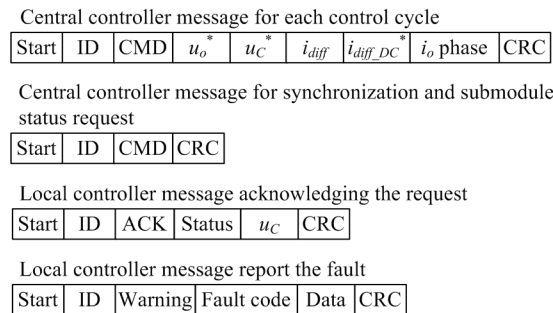 Central controller message for each control cycle
Start ID CMD u_o^* u_C^* i_diff i_diff_DC^* i_o phase CRC
Central controller message for synchronization and submodule
status request
Start ID CMD CRC
Local controller message acknowledging the request
Start ID ACK Status u_C CRC
Local controller message report the fault
Start ID Warning Fault code Data CRC